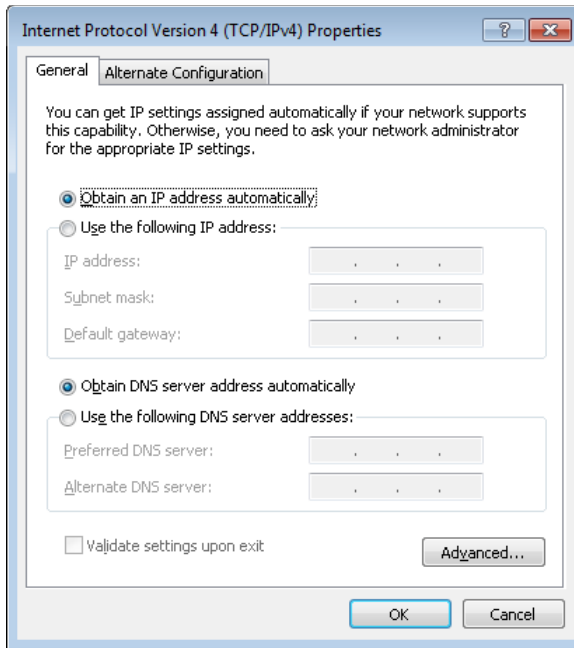 Internet Protocol Version 4 (TCP/IPv4) Properties
General
Alternate Configuration
You can get IP settings assigned automatically if your network supports
this capability. Otherwise, you need to ask your network administrator
for the appropriate IP settings.
Obtain an IP address automatically
Use the following IP address:
IP address:
Subnet mask:
Default gateway:
Obtain DNS server address automatically
Use the following DNS server addresses:
Preferred DNS server:
Alternate DNS server:
Validate settings upon exit
Advanced...
OK
Cancel